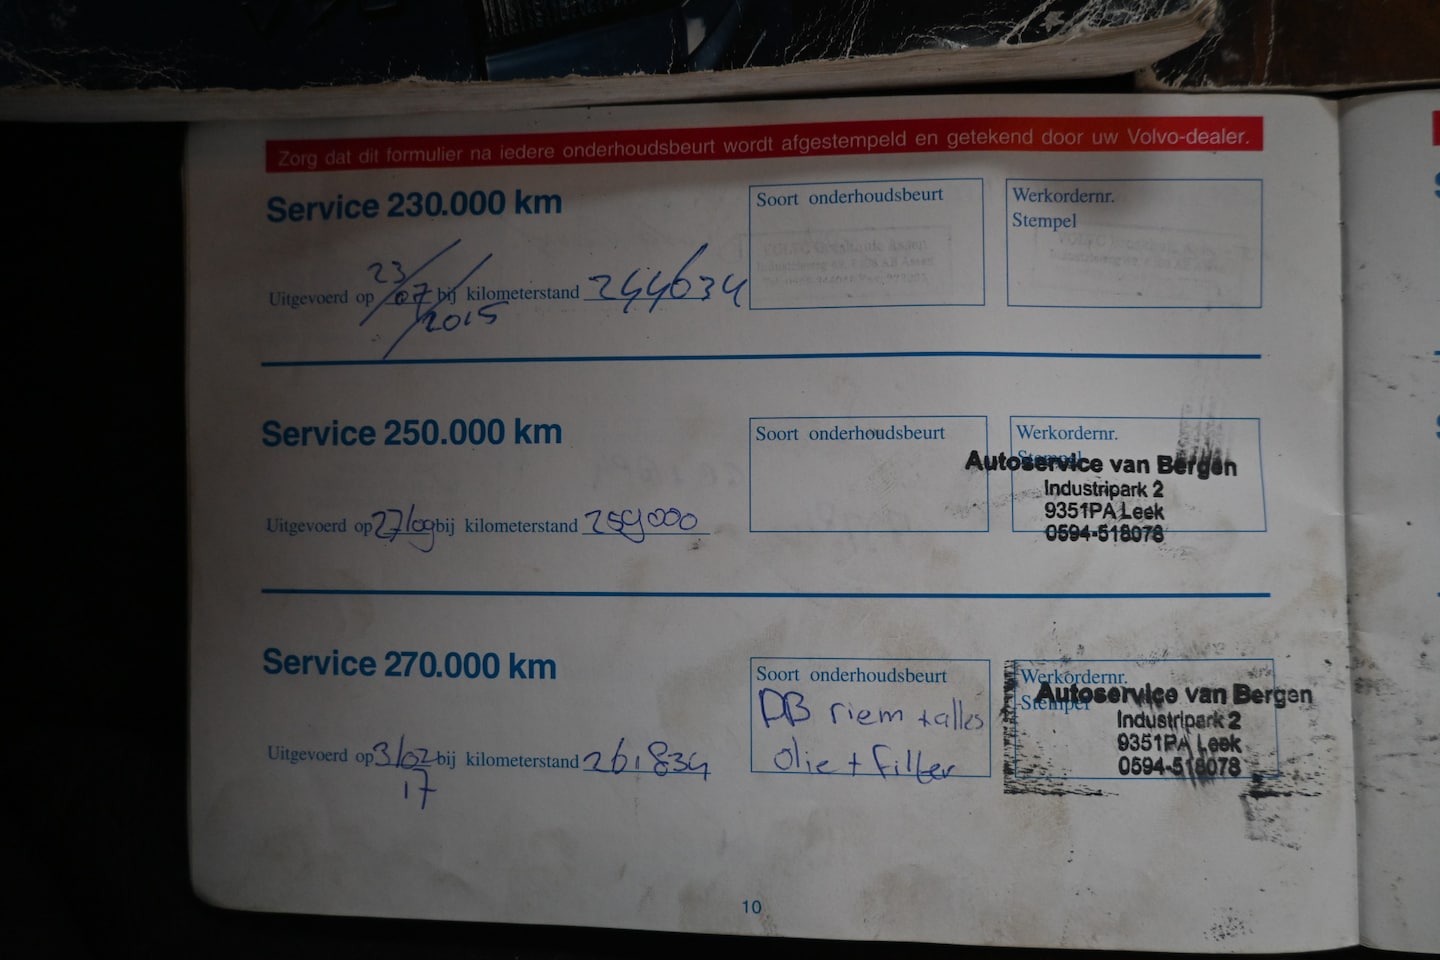 Zorg dat dit formulier na iedere onderhoudsbeurt wordt afgestempeld en getekend door uw Volvo-dealer.
Service 230.000 km
Soort onderhoudsbeurt
Werkordernr.
Stempel
Uitgevoerd op 23/07/2015 bij kilometerstand 244634
Service 250.000 km
Soort onderhoudsbeurt
Werkordernr.
Stempel
Autoservice van Bergen
Industripark 2
9351PA Leek
0594-518078
Uitgevoerd op 27/09 bij kilometerstand 259000
Service 270.000 km
Soort onderhoudsbeurt
DB riem + alles
olie + filter
Werkordernr.
Stempel
Autoservice van Bergen
Industripark 2
9351PA Leek
0594-518078
Uitgevoerd op 3/02 17 bij kilometerstand 261.834
10